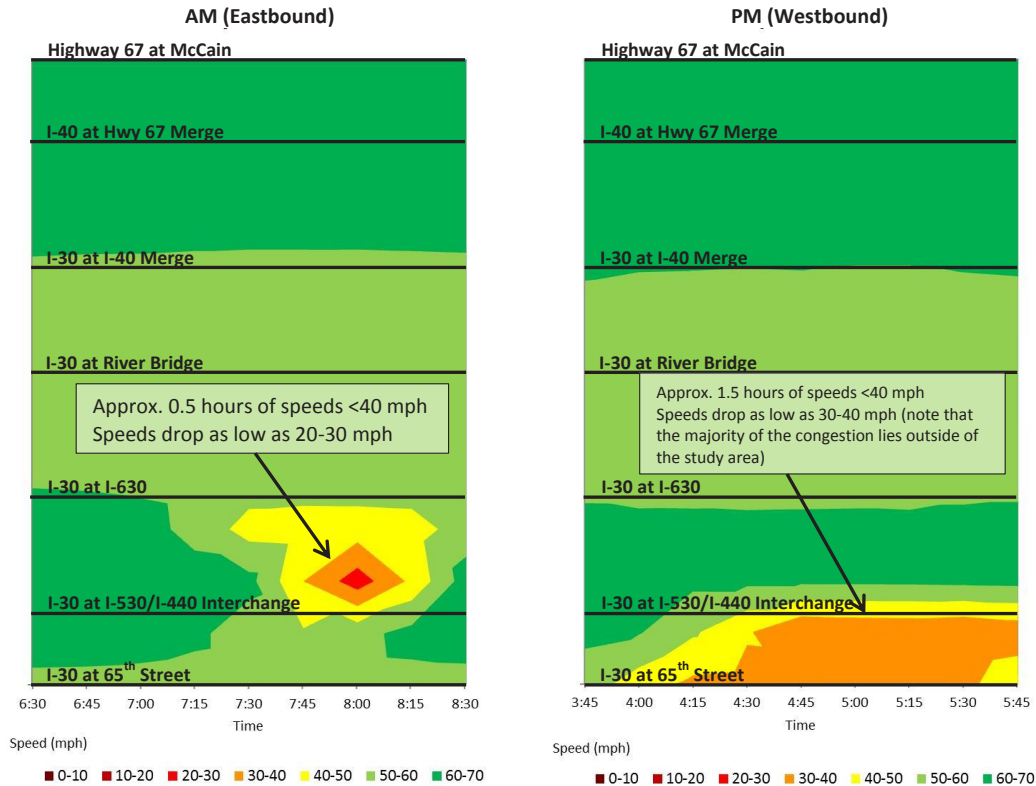 AM (Eastbound)
Highway 67 at McCain
I-40 at Hwy 67 Merge
I-30 at I-40 Merge
I-30 at River Bridge
Approx. 0.5 hours of speeds <40 mph
Speeds drop as low as 20-30 mph
I-30 at I-630
I-30 at I-530/I-440 Interchange
I-30 at 65th Street
6:30 6:45 7:00 7:15 7:30 7:45 8:00 8:15 8:30
Time
Speed (mph)
0-10 10-20 20-30 30-40 40-50 50-60 60-70
PM (Westbound)
Highway 67 at McCain
I-40 at Hwy 67 Merge
I-30 at I-40 Merge
I-30 at River Bridge
Approx. 1.5 hours of speeds <40 mph
Speeds drop as low as 30-40 mph (note that
the majority of the congestion lies outside of
the study area)
I-30 at I-630
I-30 at I-530/I-440 Interchange
I-30 at 65th Street
3:45 4:00 4:15 4:30 4:45 5:00 5:15 5:30 5:45
Time
Speed (mph)
0-10 10-20 20-30 30-40 40-50 50-60 60-70